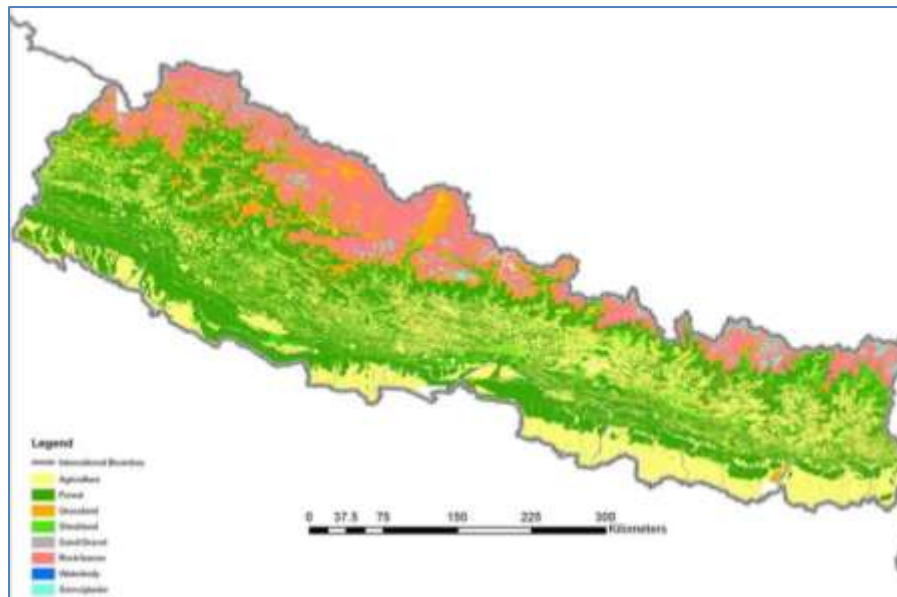 Legend
International Boundary
Agriculture
Forest
Grassland
Shrubland
Sand/Gravel
Rock/barren
Waterbody
Snow/glacier
0 37.5 75 150 225 300
Kilometers